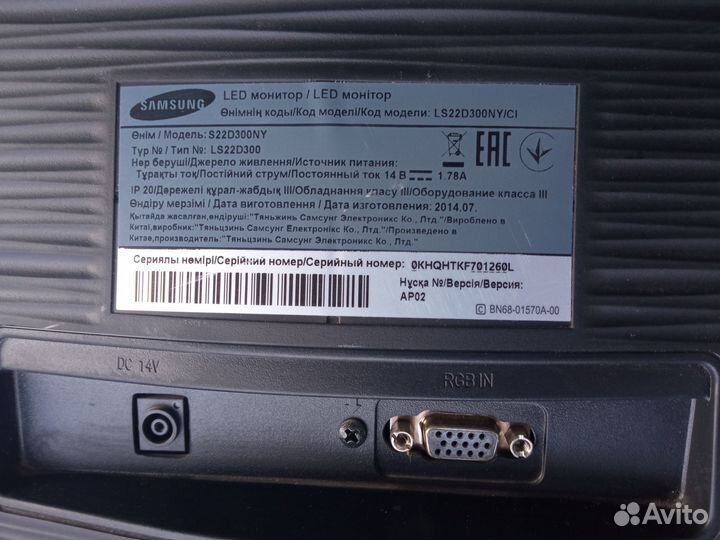 SAMSUNG
LED монитор / LED монітор
Өнімнің коды/Код моделі/Код модели: LS22D300NY/CI
Өнім / Модель: S22D300NY
Түр № / Тип №: LS22D300
Нәр беруші/Джерело живлення/Источник питания:
Тұрақты ток/Постійний струм/Постоянный ток 14 В 1.78A
IP 20/Дәрежелі құрал-жабдық III/Обладнання класу III/Оборудование класса III
Өндіру мерзімі / Дата виготовлення / Дата изготовления: 2014.07.
Қытайда жасалған,өндіруші:"Тяньжинь Самсунг Электроникс Ко., Лтд."/Вироблено в
Китаї,виробник:"Тяньцзинь Самсунг Електронікс Ко., Лтд."/Произведено в
Китае,производитель:"Тяньцзинь Самсунг Электроникс Ко., Лтд."
EAC
Сериялы нөмірі/Серійний номер/Серийный номер: 0KHQHTKF701260L
Нұсқа №/Версія/Версия:
AP02
C BN68-01570A-00
DC 14V
RGB IN
Avito